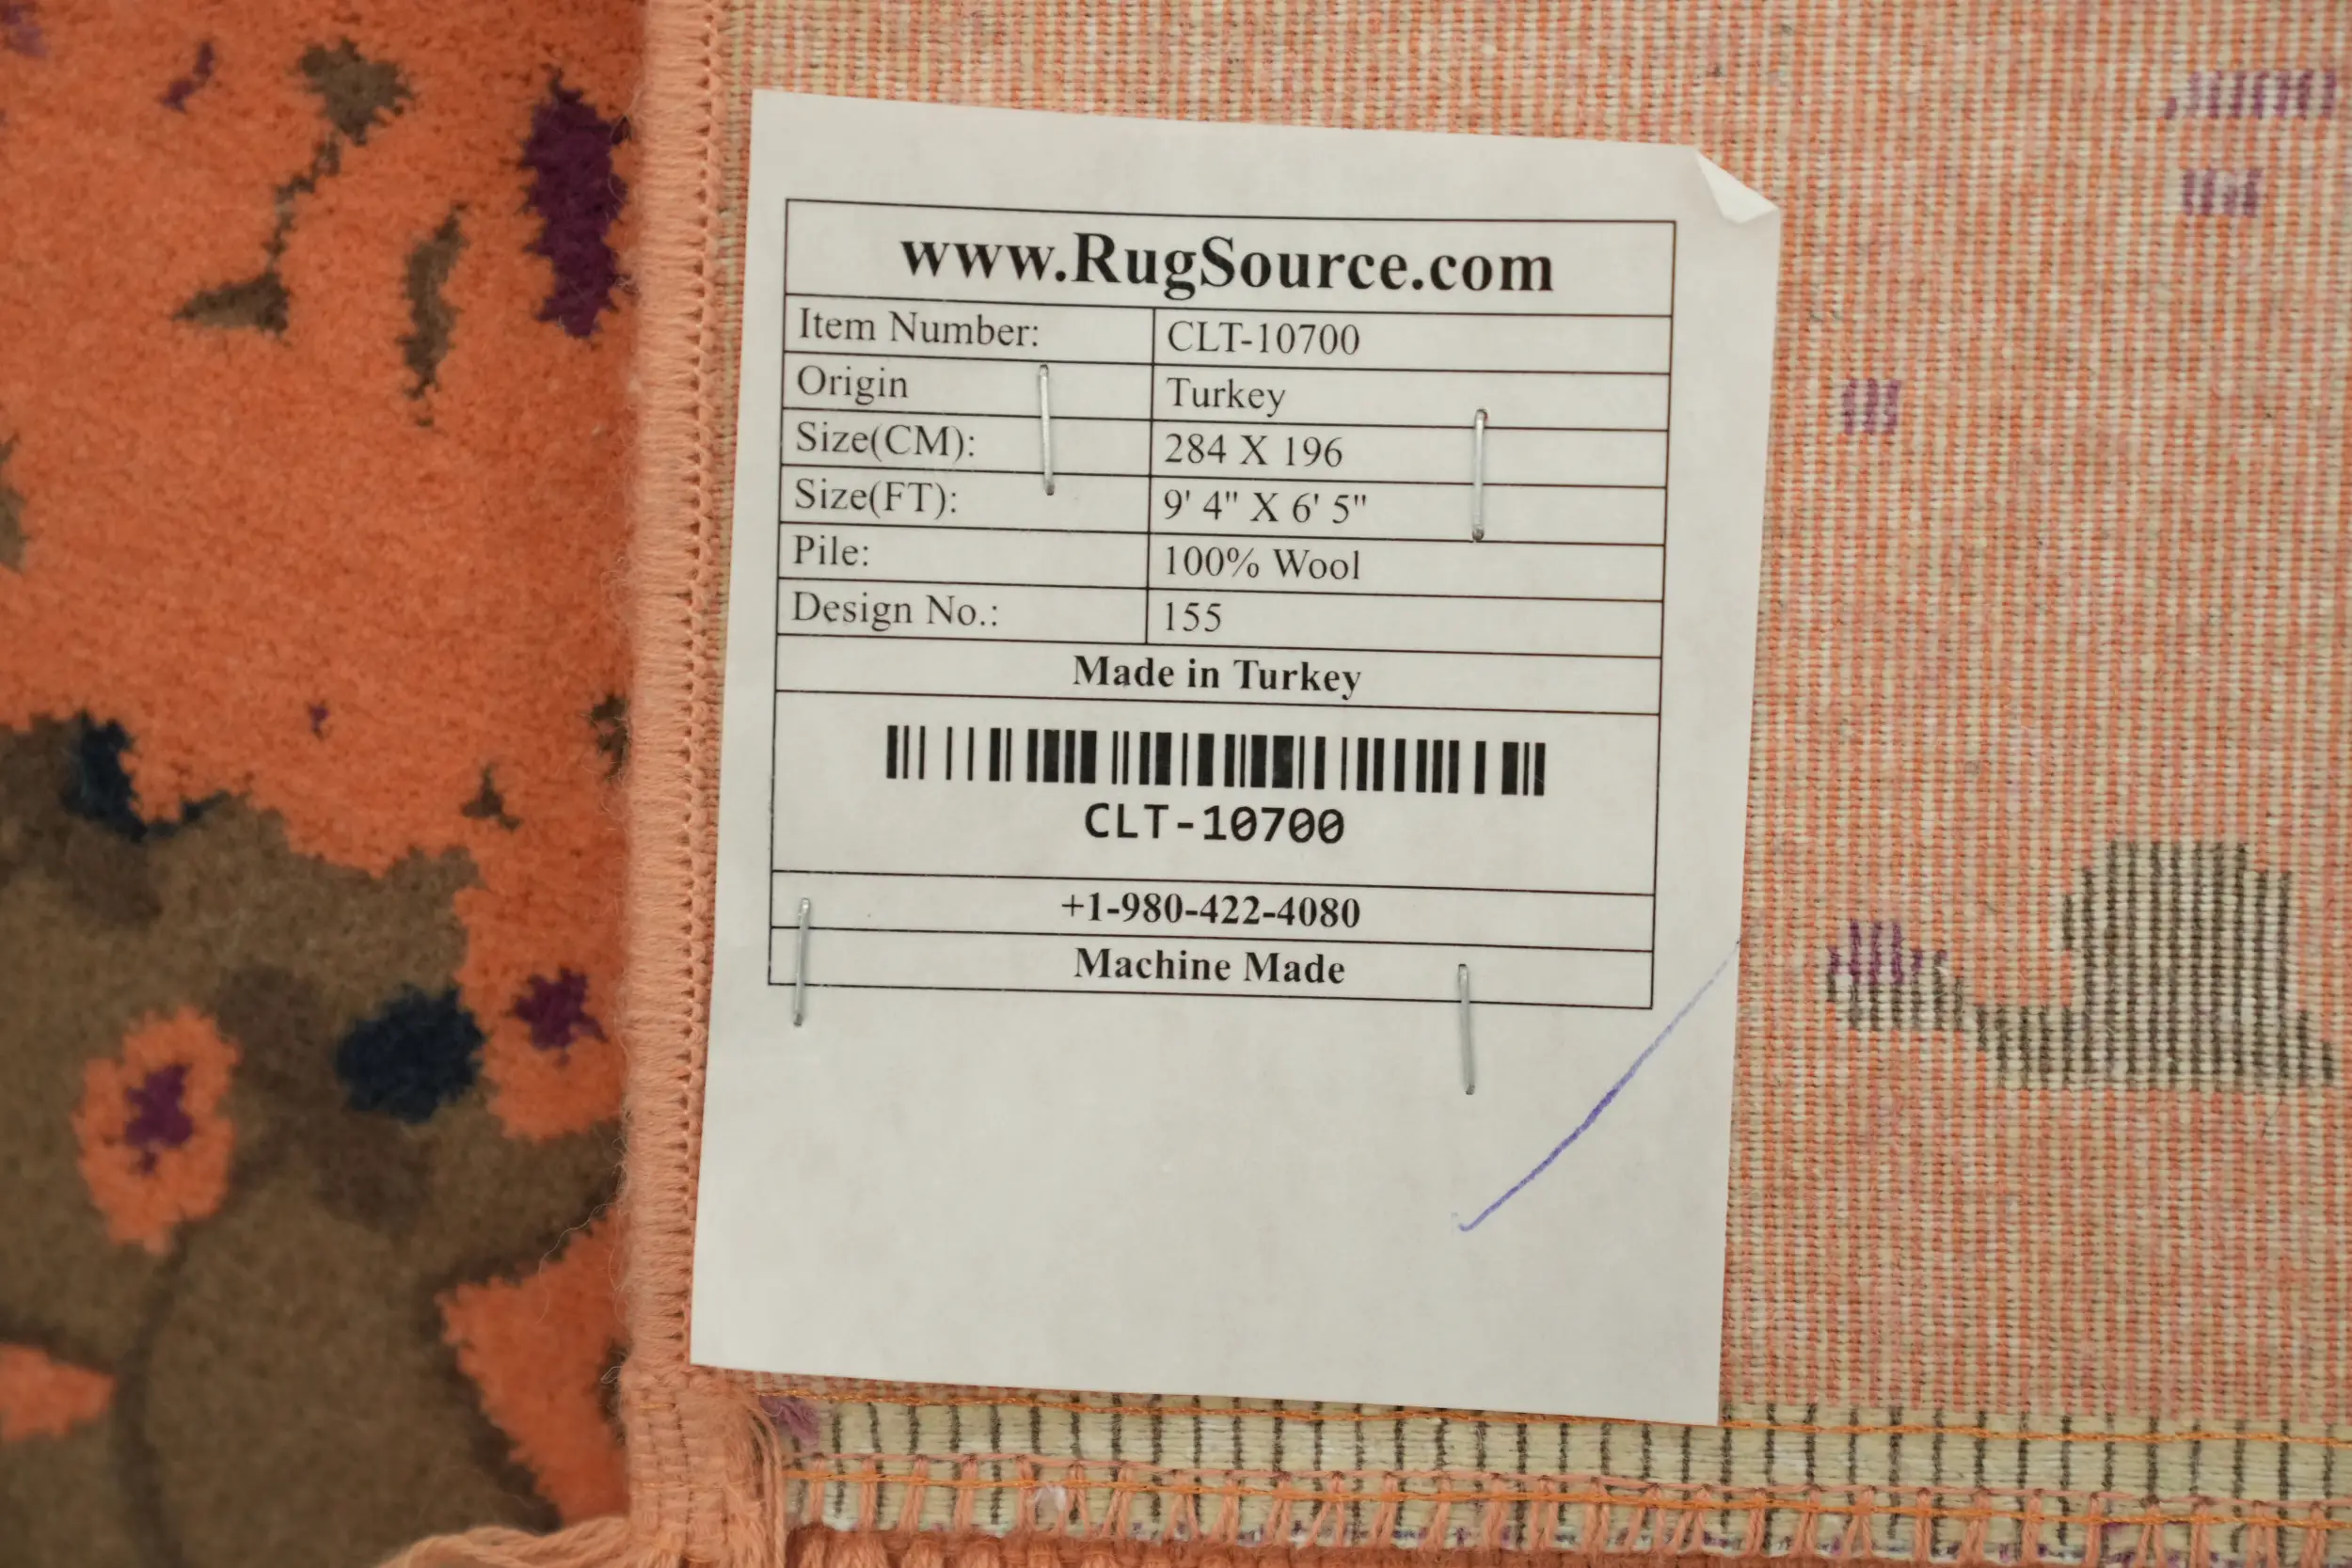 www.RugSource.com
Item Number: CLT-10700
Origin Turkey
Size(CM): 284 X 196
Size(FT): 9' 4" X 6' 5"
Pile: 100% Wool
Design No.: 155
Made in Turkey
CLT-10700
+1-980-422-4080
Machine Made